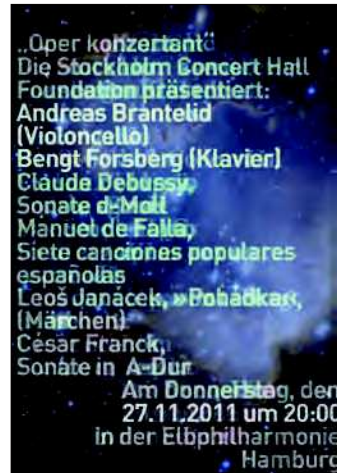 „Oper konzertant“
Die Stockholm Concert Hall
Foundation präsentiert:
Andreas Brantelid
(Violoncello)
Bengt Forsberg (Klavier)
Claude Debussy,
Sonate d-Moll
Manuel de Falla,
Siete canciones populares
españolas
Leoš Janácek, »Pohádka«,
(Märchen)
César Franck,
Sonate in A-Dur
Am Donnerstag, den
27.11.2011 um 20:00
in der Elbphilharmonie
Hamburg